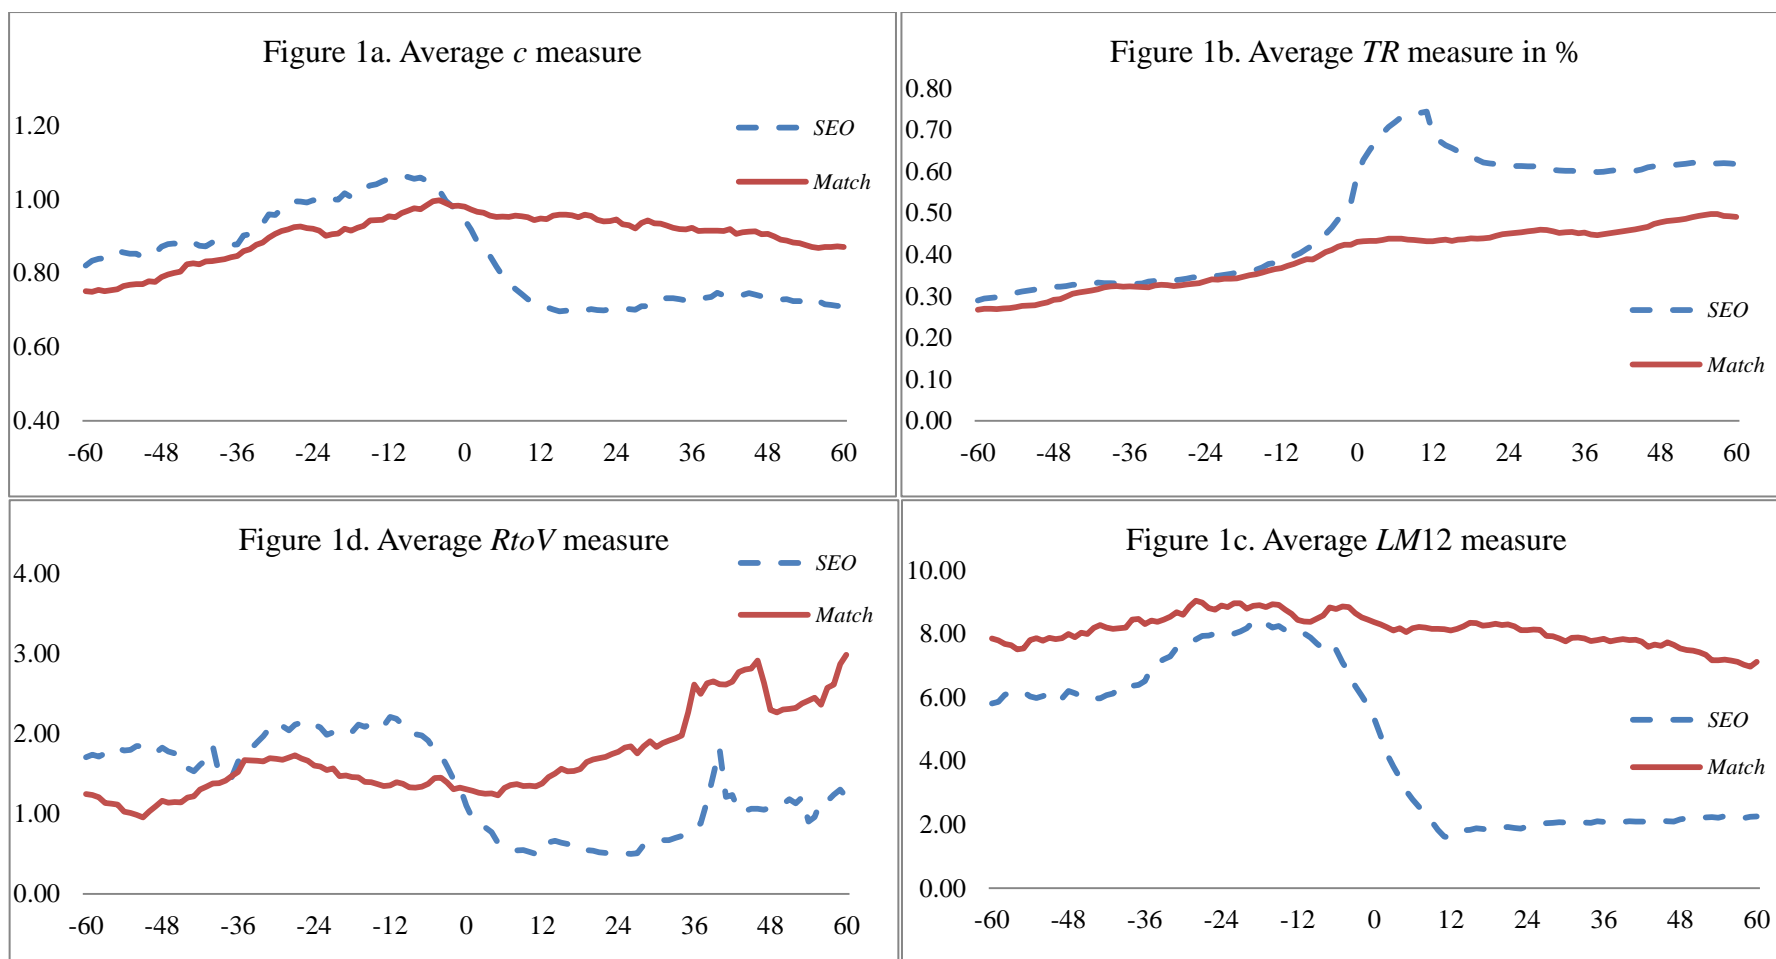 Figure 1a. Average c measure
1.20
1.00
0.80
0.60
0.40
-60 -48 -36 -24 -12 0 12 24 36 48 60
SEO
Match
Figure 1b. Average TR measure in %
0.80
0.70
0.60
0.50
0.40
0.30
0.20
0.10
0.00
-60 -48 -36 -24 -12 0 12 24 36 48 60
SEO
Match
Figure 1d. Average RtoV measure
4.00
3.00
2.00
1.00
0.00
-60 -48 -36 -24 -12 0 12 24 36 48 60
SEO
Match
Figure 1c. Average LM12 measure
10.00
8.00
6.00
4.00
2.00
0.00
-60 -48 -36 -24 -12 0 12 24 36 48 60
SEO
Match